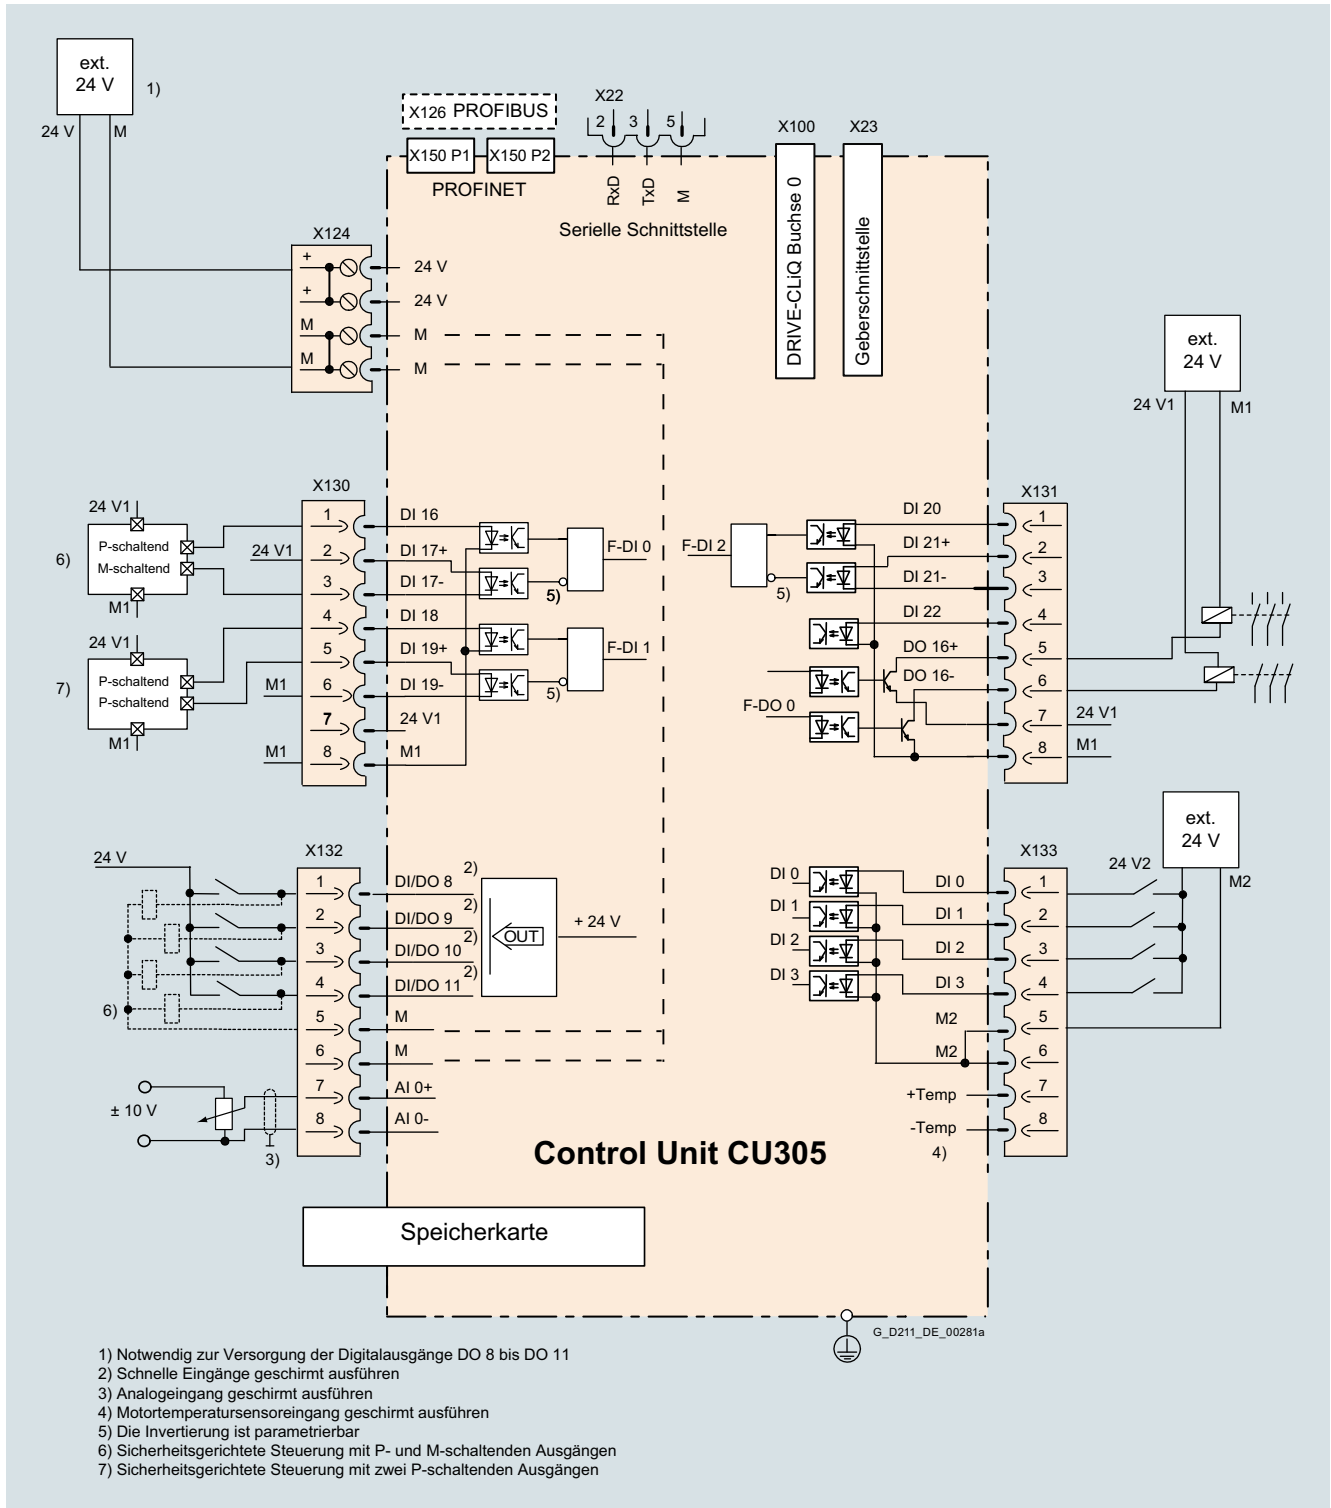 ext.
24 V
1)
24 V
M
X126 PROFIBUS
X150 P1
X150 P2
PROFINET
X22
2
3
5
RxD
TxD
M
Serielle Schnittstelle
X100
X23
DRIVE-CLiQ Buchse 0
Geberschnittstelle
X124
+
24 V
+
24 V
M
M
M
M
ext.
24 V
24 V1
M1
X130
1
DI 16
24 V1
2
DI 17+
3
DI 17-
4
DI 18
5
DI 19+
M1
6
DI 19-
7
24 V1
M1
8
M1
24 V1
P-schaltend
M-schaltend
M1
6)
24 V1
P-schaltend
P-schaltend
M1
7)
F-DI 0
5)
F-DI 1
5)
F-DI 2
5)
X131
DI 20
1
DI 21+
2
DI 21-
3
DI 22
4
DO 16+
5
DO 16-
6
F-DO 0
7
24 V1
8
M1
X132
24 V
1
DI/DO 8
2)
2
DI/DO 9
2)
3
DI/DO 10
2)
4
DI/DO 11
2)
5
M
6
M
7
AI 0+
8
AI 0-
6)
± 10 V
3)
OUT
+ 24 V
ext.
24 V
24 V2
M2
X133
DI 0
DI 0
1
DI 1
DI 1
2
DI 2
DI 2
3
DI 3
DI 3
4
M2
5
M2
6
+Temp
7
-Temp
8
4)
Control Unit CU305
Speicherkarte
G_D211_DE_00281a
1) Notwendig zur Versorgung der Digitalausgänge DO 8 bis DO 11
2) Schnelle Eingänge geschirmt ausführen
3) Analogeingang geschirmt ausführen
4) Motortemperatursensoreingang geschirmt ausführen
5) Die Invertierung ist parametrierbar
6) Sicherheitsgerichtete Steuerung mit P- und M-schaltenden Ausgängen
7) Sicherheitsgerichtete Steuerung mit zwei P-schaltenden Ausgängen